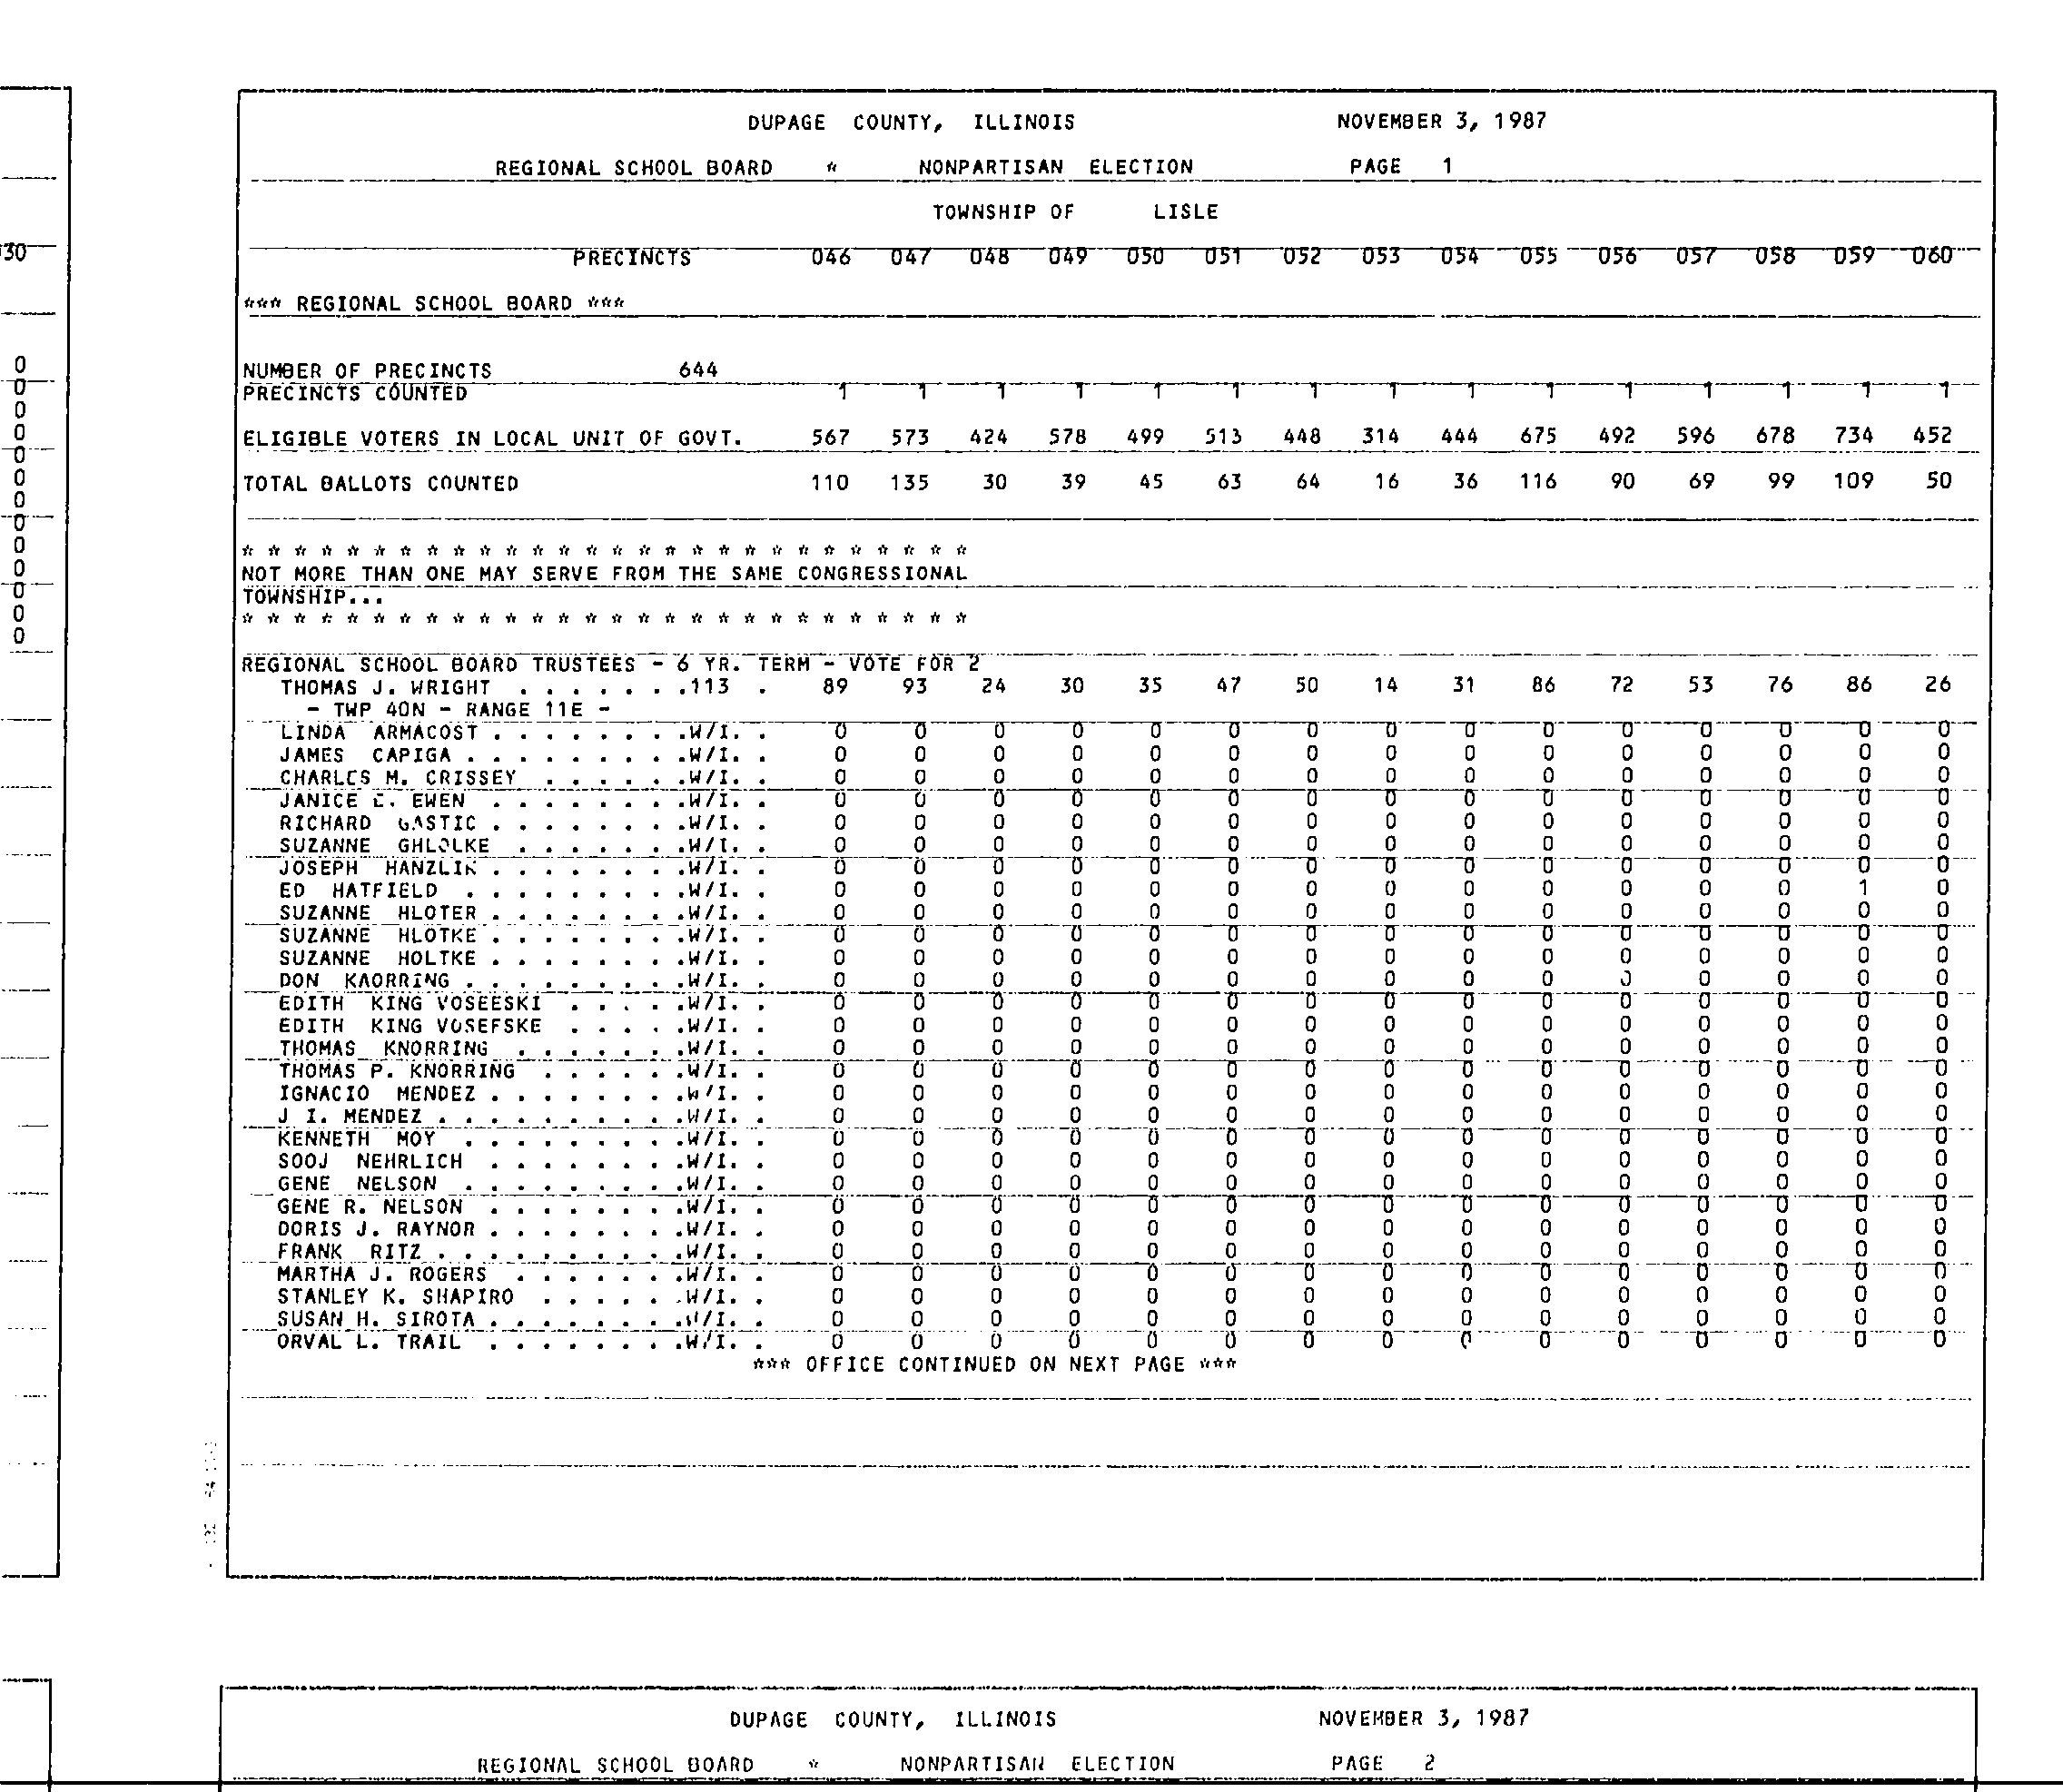 DUPAGE COUNTY, ILLINOIS NOVEMBER 3, 1987
REGIONAL SCHOOL BOARD * NONPARTISAN ELECTION PAGE 1
TOWNSHIP OF LISLE
PRECINCTS 046 047 048 049 050 051 052 053 054 055 056 057 058 059 060
*** REGIONAL SCHOOL BOARD ***
NUMBER OF PRECINCTS 644
PRECINCTS COUNTED 1 1 1 1 1 1 1 1 1 1 1 1 1 1 1
ELIGIBLE VOTERS IN LOCAL UNIT OF GOVT. 567 573 424 578 499 513 448 314 444 675 492 596 678 734 452
TOTAL BALLOTS COUNTED 110 135 30 39 45 63 64 16 36 116 90 69 99 109 50
* * * * * * * * * * * * * * * * * * * * * * * * * * * *
NOT MORE THAN ONE MAY SERVE FROM THE SAME CONGRESSIONAL
TOWNSHIP...
* * * * * * * * * * * * * * * * * * * * * * * * * * * *
REGIONAL SCHOOL BOARD TRUSTEES - 6 YR. TERM - VOTE FOR 2
THOMAS J. WRIGHT . . . . . . .113 . 89 93 24 30 35 47 50 14 31 86 72 53 76 86 26
- TWP 40N - RANGE 11E -
LINDA ARMACOST . . . . . . . .W/I. . 0 0 0 0 0 0 0 0 0 0 0 0 0 0 0
JAMES CAPIGA . . . . . . . . .W/I. . 0 0 0 0 0 0 0 0 0 0 0 0 0 0 0
CHARLES M. CRISSEY . . . . . .W/I. . 0 0 0 0 0 0 0 0 0 0 0 0 0 0 0
JANICE E. EWEN . . . . . . . .W/I. . 0 0 0 0 0 0 0 0 0 0 0 0 0 0 0
RICHARD GASTIC . . . . . . . .W/I. . 0 0 0 0 0 0 0 0 0 0 0 0 0 0 0
SUZANNE . . . . . . .W/I. . 0 0 0 0 0 0 0 0 0 0 0 0 0 0 0
JOSEPH HANZLIK . . . . . . . .W/I. . 0 0 0 0 0 0 0 0 0 0 0 0 0 0 0
ED HATFIELD . . . . . . . . .W/I. . 0 0 0 0 0 0 0 0 0 0 0 0 0 1 0
SUZANNE HLOTER . . . . . . . .W/I. . 0 0 0 0 0 0 0 0 0 0 0 0 0 0 0
SUZANNE HLOTKE . . . . . . . .W/I. . 0 0 0 0 0 0 0 0 0 0 0 0 0 0 0
SUZANNE HOLTKE . . . . . . . .W/I. . 0 0 0 0 0 0 0 0 0 0 0 0 0 0 0
DON KAORRING . . . . . . . . .W/I. . 0 0 0 0 0 0 0 0 0 0 0 0 0 0 0
EDITH KING VOSEESKI . . . . .W/I. . 0 0 0 0 0 0 0 0 0 0 0 0 0 0 0
EDITH KING VOSEFSKE . . . . .W/I. . 0 0 0 0 0 0 0 0 0 0 0 0 0 0 0
THOMAS KNORRING . . . . . . .W/I. . 0 0 0 0 0 0 0 0 0 0 0 0 0 0 0
THOMAS P. KNORRING . . . . . .W/I. . 0 0 0 0 0 0 0 0 0 0 0 0 0 0 0
IGNACIO MENDEZ . . . . . . . .W/I. . 0 0 0 0 0 0 0 0 0 0 0 0 0 0 0
J I. MENDEZ . . . . . . . . . .W/I. . 0 0 0 0 0 0 0 0 0 0 0 0 0 0 0
KENNETH MOY . . . . . . . . .W/I. . 0 0 0 0 0 0 0 0 0 0 0 0 0 0 0
SOOJ NEHRLICH . . . . . . . .W/I. . 0 0 0 0 0 0 0 0 0 0 0 0 0 0 0
GENE NELSON . . . . . . . . .W/I. . 0 0 0 0 0 0 0 0 0 0 0 0 0 0 0
GENE R. NELSON . . . . . . . .W/I. . 0 0 0 0 0 0 0 0 0 0 0 0 0 0 0
DORIS J. RAYNOR . . . . . . . .W/I. . 0 0 0 0 0 0 0 0 0 0 0 0 0 0 0
FRANK RITZ . . . . . . . . . .W/I. . 0 0 0 0 0 0 0 0 0 0 0 0 0 0 0
MARTHA J. ROGERS . . . . . . .W/I. . 0 0 0 0 0 0 0 0 0 0 0 0 0 0 0
STANLEY K. SHAPIRO . . . . . .W/I. . 0 0 0 0 0 0 0 0 0 0 0 0 0 0 0
SUSAN H. SIROTA . . . . . . . .W/I. . 0 0 0 0 0 0 0 0 0 0 0 0 0 0 0
ORVAL L. TRAIL . . . . . . . .W/I. . 0 0 0 0 0 0 0 0 0 0 0 0 0 0 0
*** OFFICE CONTINUED ON NEXT PAGE ***
30
0
0
0
0
0
0
0
0
0
0
0
0
0
DUPAGE COUNTY, ILLINOIS NOVEMBER 3, 1987
REGIONAL SCHOOL BOARD * NONPARTISAN ELECTION PAGE 2